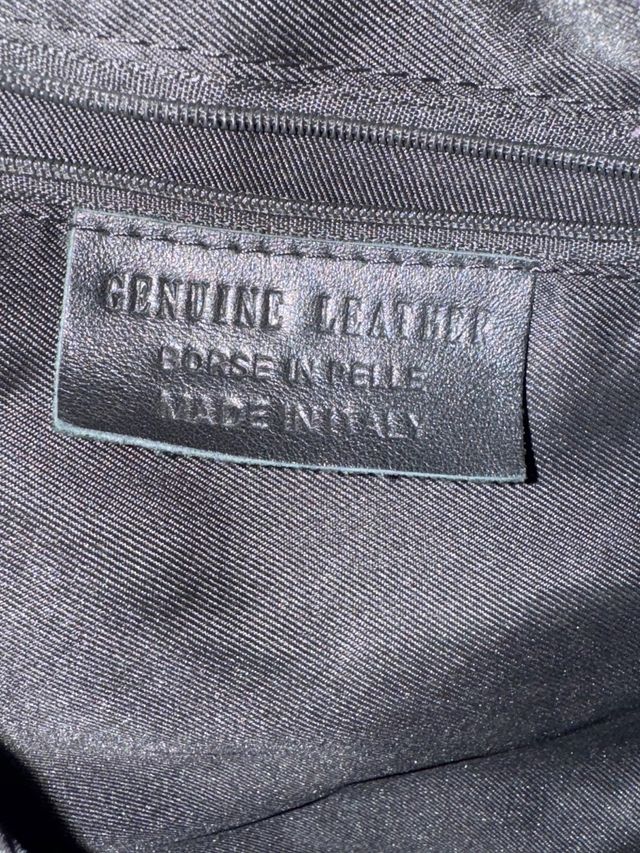 GENUINE LEATHER
BORSE IN PELLE
MADE IN ITALY